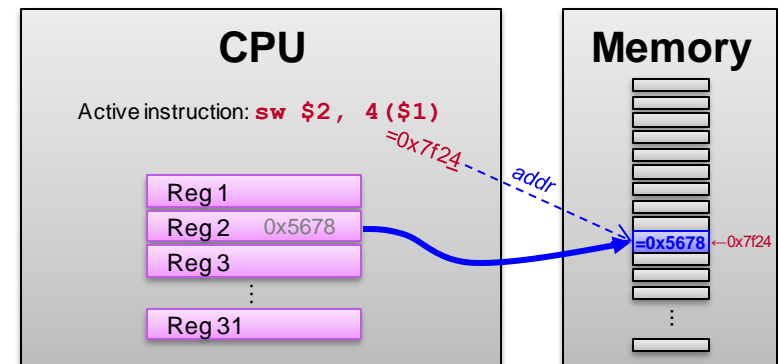 CPU
Active instruction: sw $2, 4($1)
=0x7f24
Reg 1
Reg 2 0x5678
Reg 3
⋮
Reg 31
addr
Memory
=0x5678 ←0x7f24
⋮